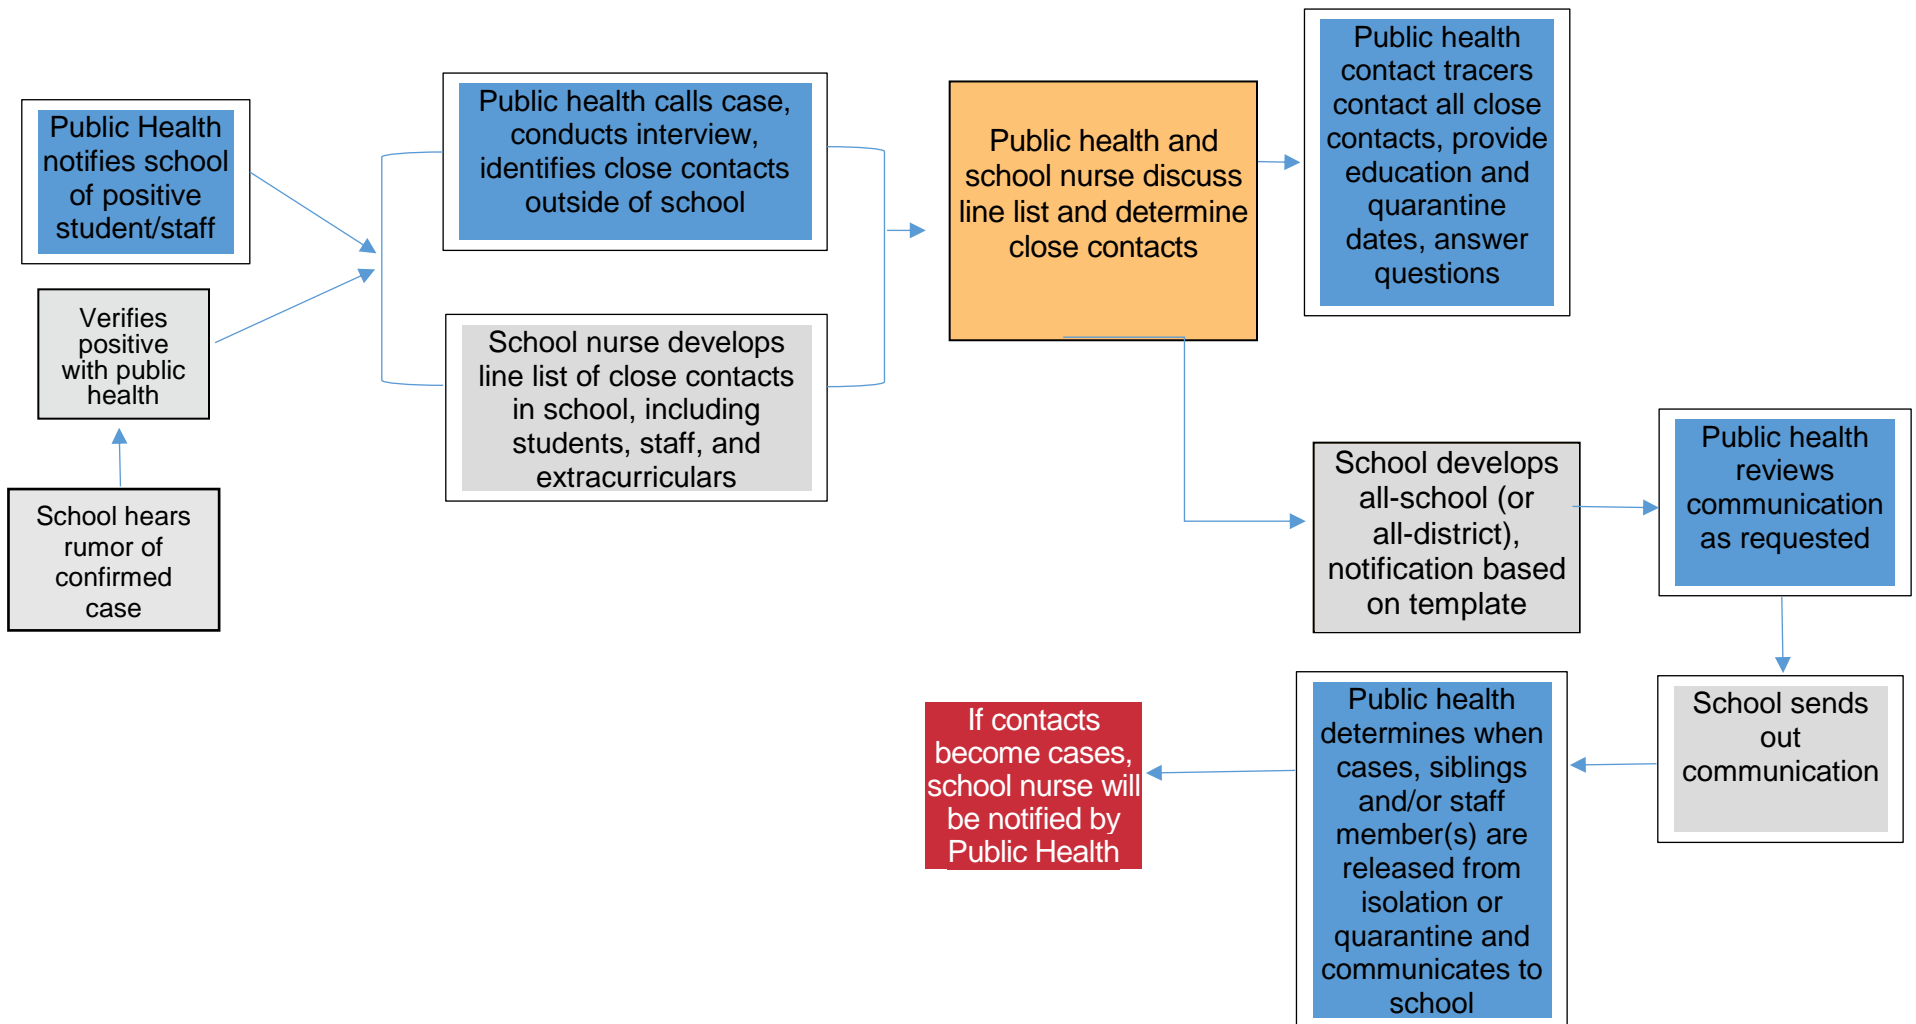 Public Health
notifies school
of positive
student/staff
Verifies
positive
with public
health
School hears
rumor of
confirmed
case
Public health calls case,
conducts interview,
identifies close contacts
outside of school
School nurse develops
line list of close contacts
in school, including
students, staff, and
extracurriculars
Public health and
school nurse discuss
line list and determine
close contacts
Public health
contact tracers
contact all close
contacts, provide
education and
quarantine
dates, answer
questions
School develops
all-school (or
all-district),
notification based
on template
Public health
reviews
communication
as requested
School sends
out
communication
Public health
determines when
cases, siblings
and/or staff
member(s) are
released from
isolation or
quarantine and
communicates to
school
If contacts
become cases,
school nurse will
be notified by
Public Health